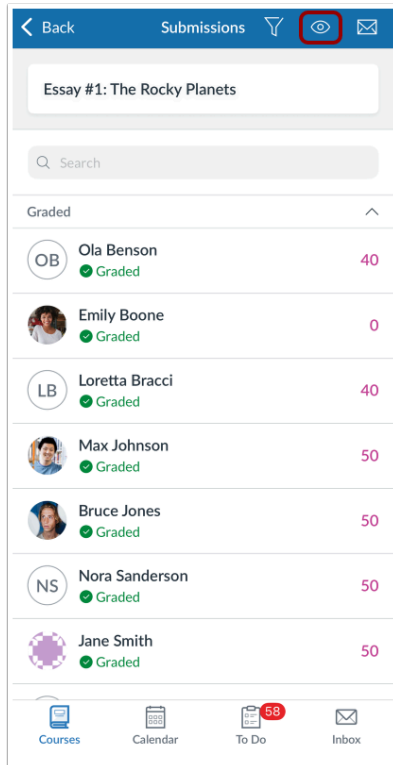 Back Submissions
Essay #1: The Rocky Planets
Search
Graded
OB Ola Benson 40
Graded
Emily Boone 0
Graded
LB Loretta Bracci 40
Graded
Max Johnson 50
Graded
Bruce Jones 50
Graded
NS Nora Sanderson 50
Graded
Jane Smith 50
Graded
58
Courses Calendar To Do Inbox